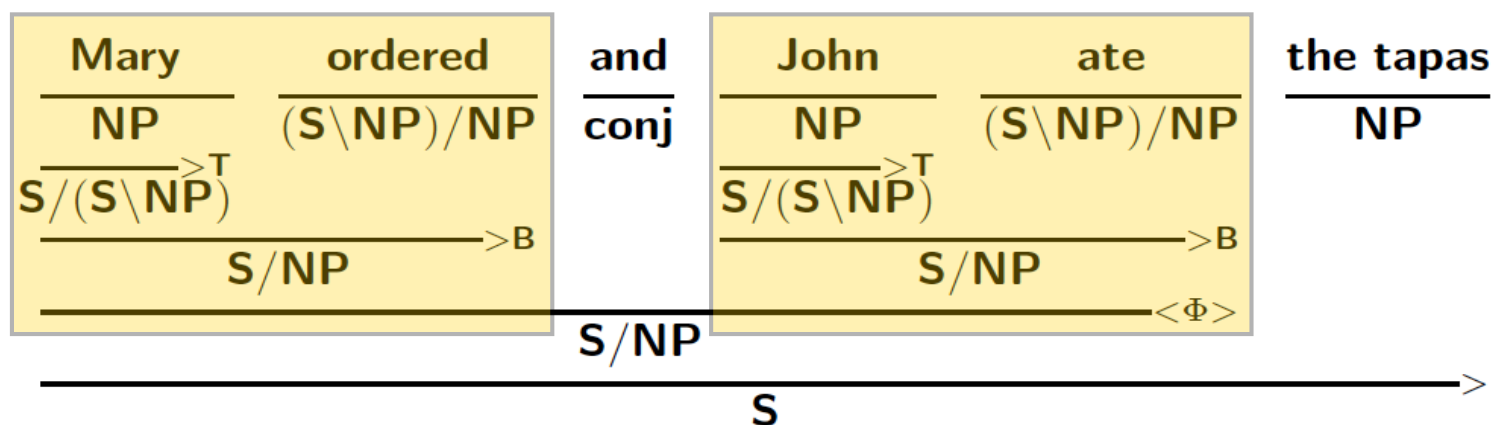 Mary ordered and John ate the tapas
NP (S\NP)/NP conj NP (S\NP)/NP NP
>T >T
S/(S\NP) S/(S\NP)
>B >B
S/NP S/NP
<Φ>
S/NP
>
S